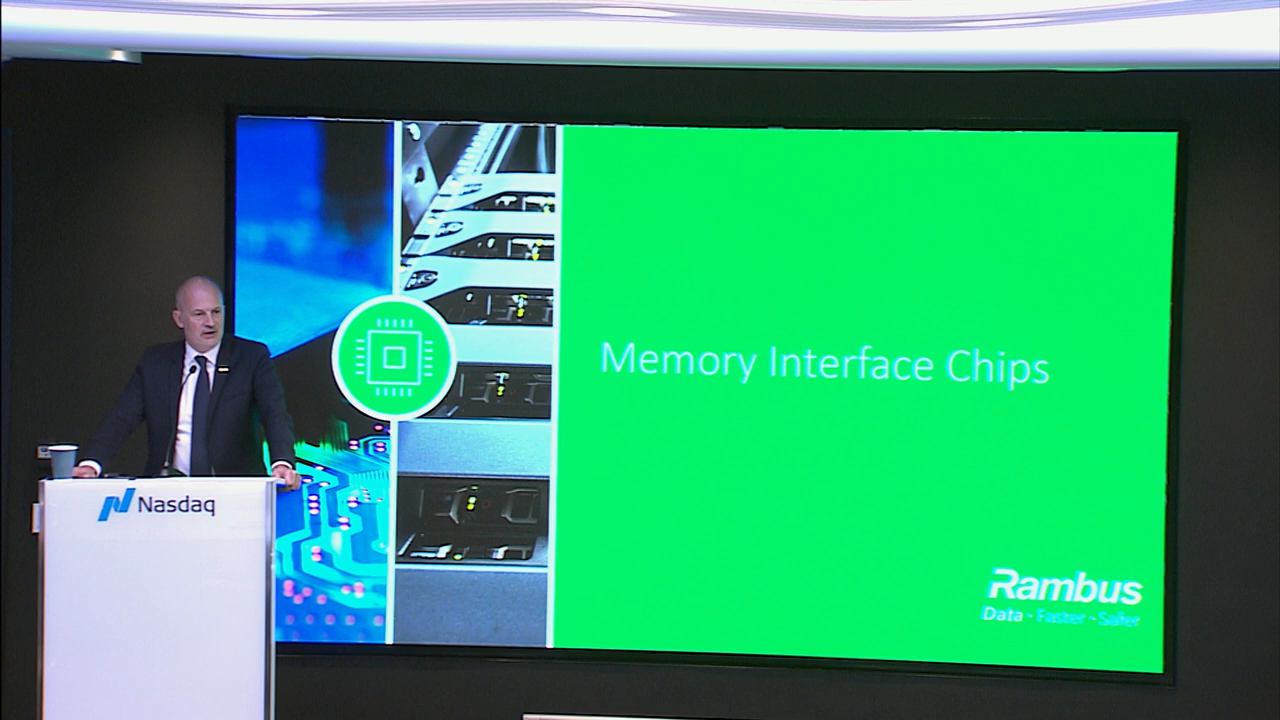 Nasdaq
Memory Interface Chips
Rambus
Data · Faster · Safer